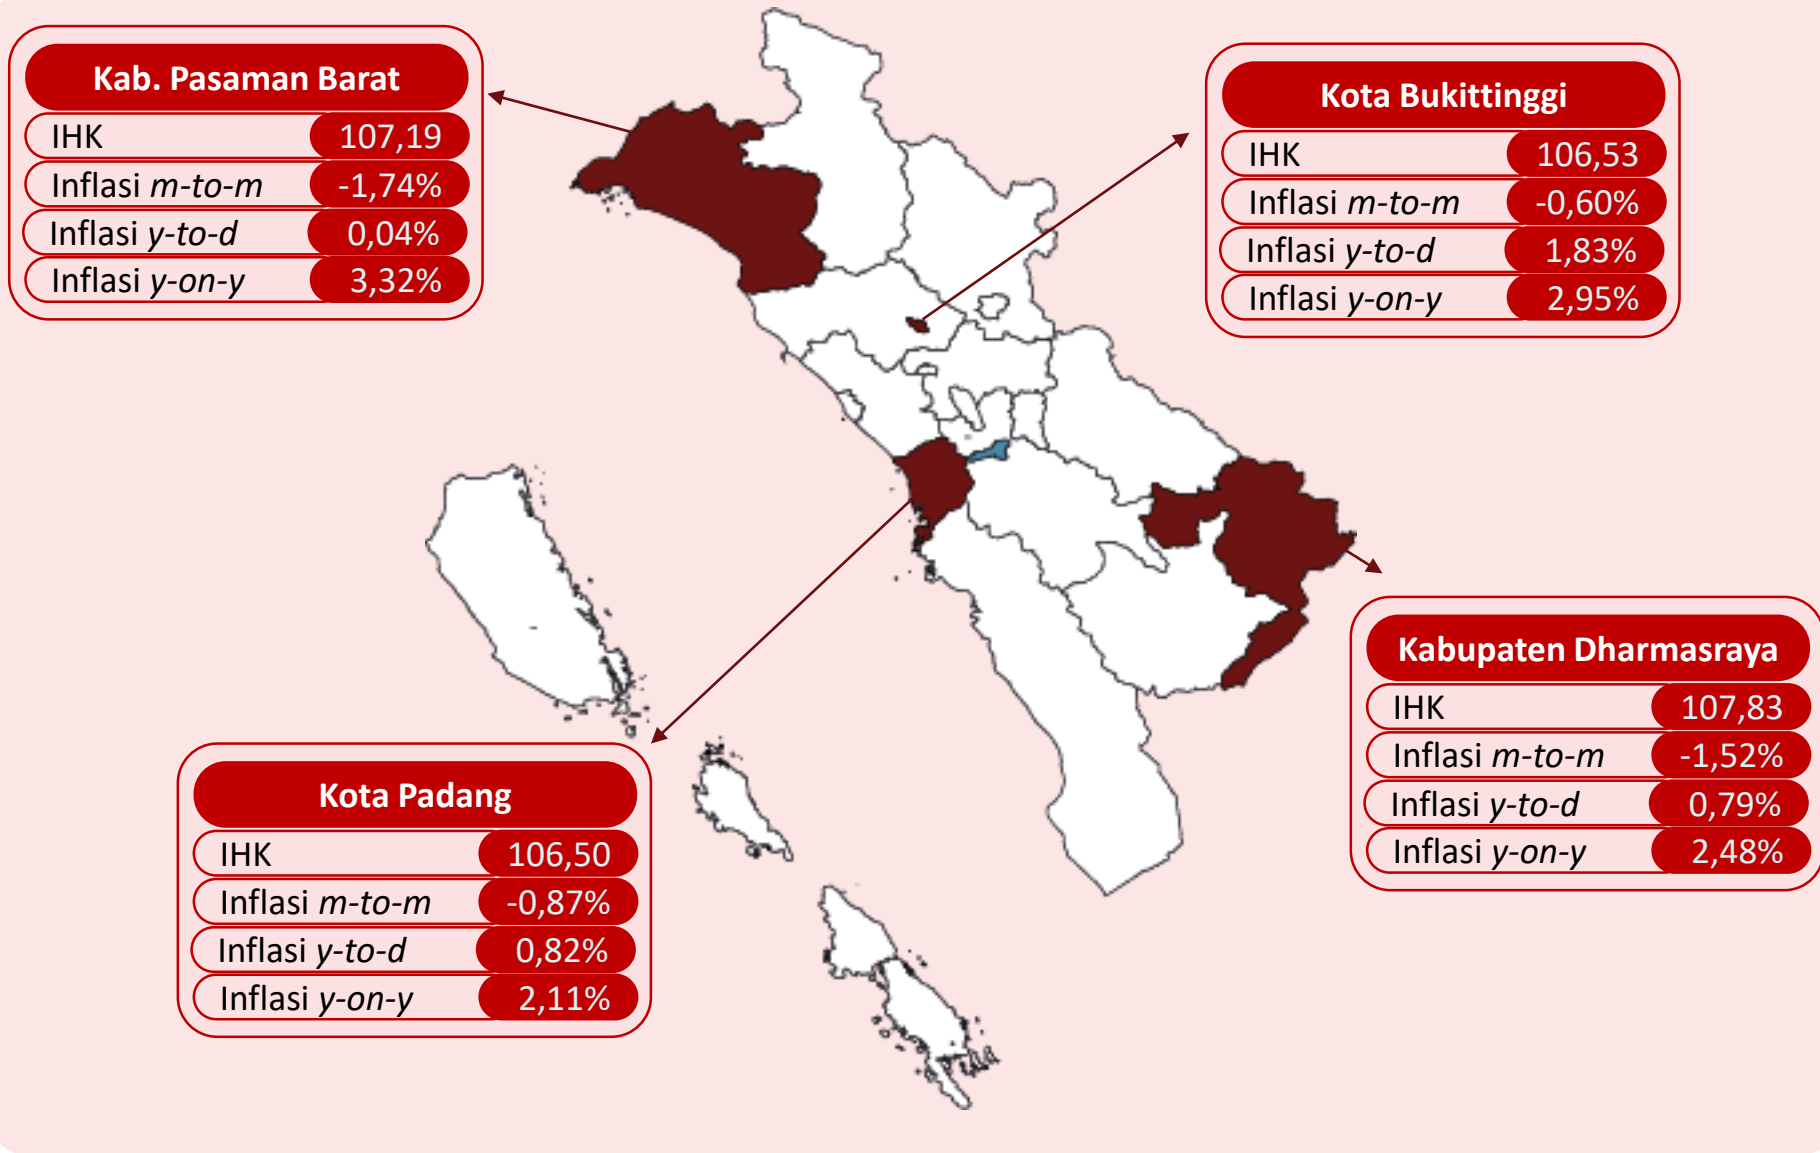 Kab. Pasaman Barat
IHK 107,19
Inflasi m-to-m -1,74%
Inflasi y-to-d 0,04%
Inflasi y-on-y 3,32%
Kota Bukittinggi
IHK 106,53
Inflasi m-to-m -0,60%
Inflasi y-to-d 1,83%
Inflasi y-on-y 2,95%
Kabupaten Dharmasraya
IHK 107,83
Inflasi m-to-m -1,52%
Inflasi y-to-d 0,79%
Inflasi y-on-y 2,48%
Kota Padang
IHK 106,50
Inflasi m-to-m -0,87%
Inflasi y-to-d 0,82%
Inflasi y-on-y 2,11%